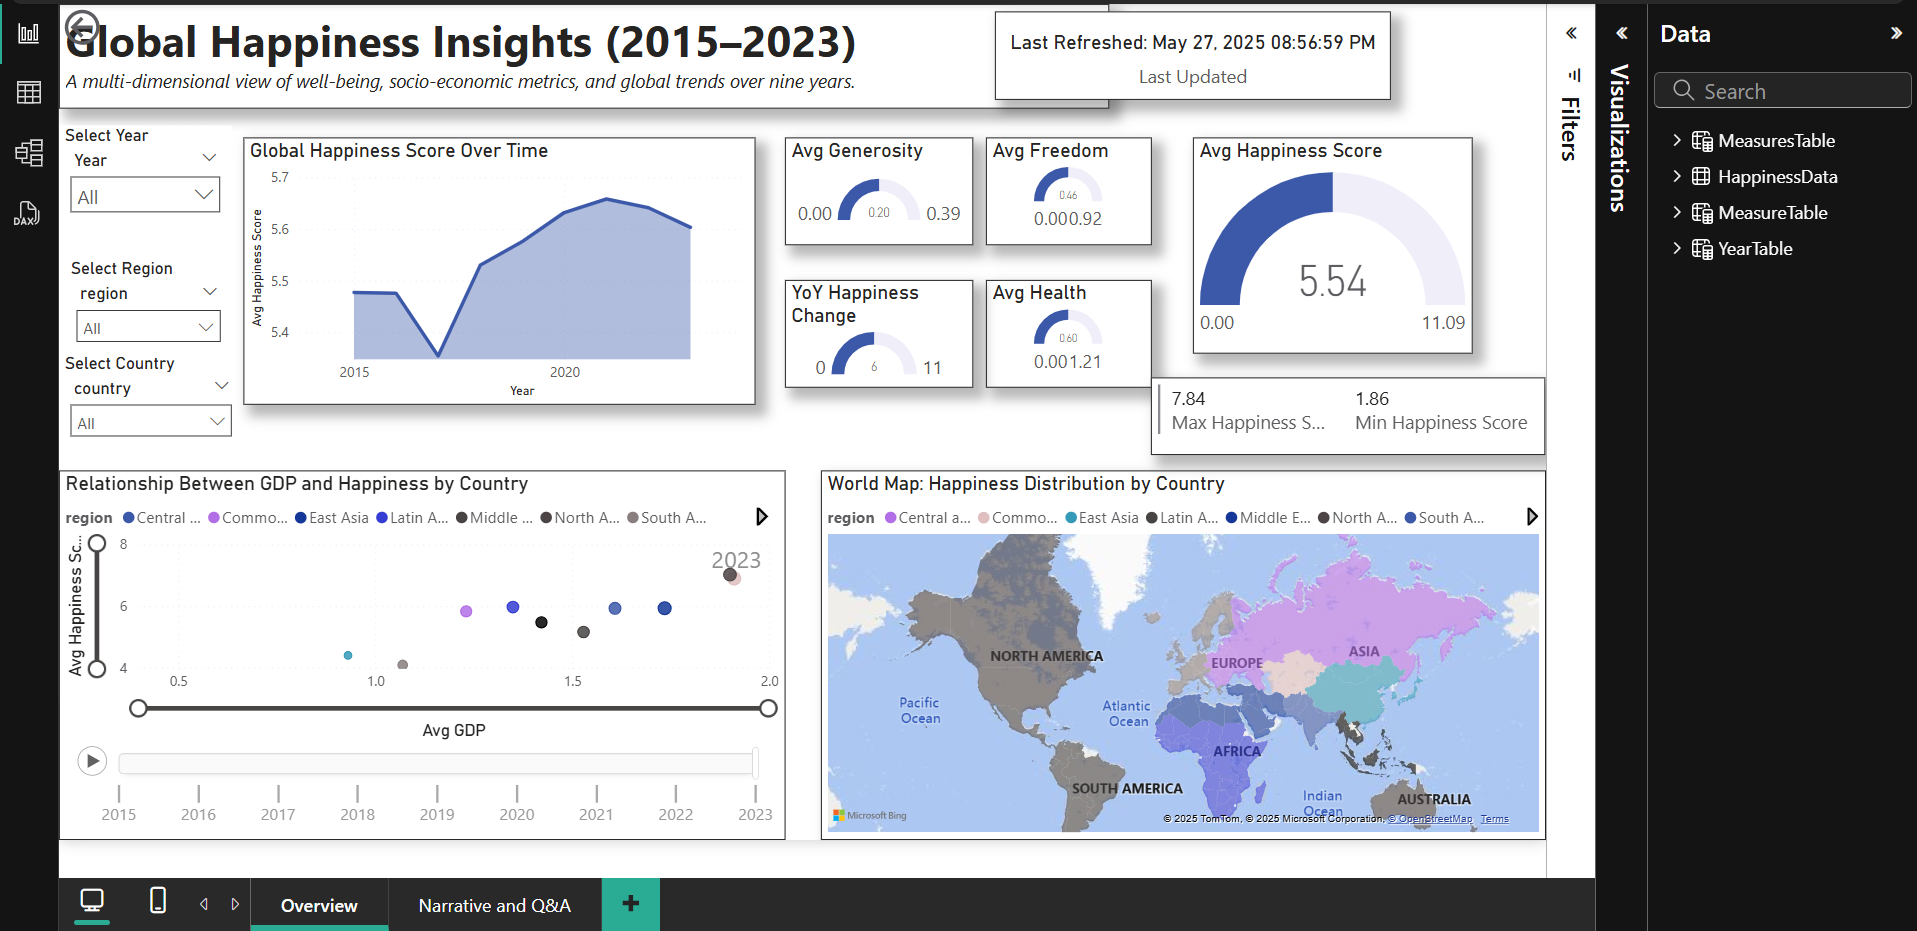 Global Happiness Insights (2015–2023)
A multi-dimensional view of well-being, socio-economic metrics, and global trends over nine years.
Last Refreshed: May 27, 2025 08:56:59 PM
Last Updated
Select Year
Year
All
Select Region
region
All
Select Country
country
All
Global Happiness Score Over Time
Avg Happiness Score
5.7
5.6
5.5
5.4
2015
2020
Year
Avg Generosity
0.00
0.20
0.39
Avg Freedom
0.46
0.00
0.92
YoY Happiness
Change
0
6
11
Avg Health
0.60
0.00
1.21
Avg Happiness Score
5.54
0.00
11.09
7.84
Max Happiness S...
1.86
Min Happiness Score
Relationship Between GDP and Happiness by Country
region Central ... Commo... East Asia Latin A... Middle ... North A... South A...
Avg Happiness Sc...
8
6
4
2023
0.5
1.0
1.5
2.0
Avg GDP
2015
2016
2017
2018
2019
2020
2021
2022
2023
World Map: Happiness Distribution by Country
region Central a... Commo... East Asia Latin A... Middle E... North A... South A...
NORTH AMERICA
EUROPE
ASIA
Pacific
Ocean
Atlantic
Ocean
AFRICA
SOUTH AMERICA
Indian
Ocean
AUSTRALIA
Microsoft Bing
© 2025 TomTom, © 2025 Microsoft Corporation, © OpenStreetMap Terms
Overview
Narrative and Q&A
+
Filters
Visualizations
Data
Search
MeasuresTable
HappinessData
MeasureTable
YearTable
DAX